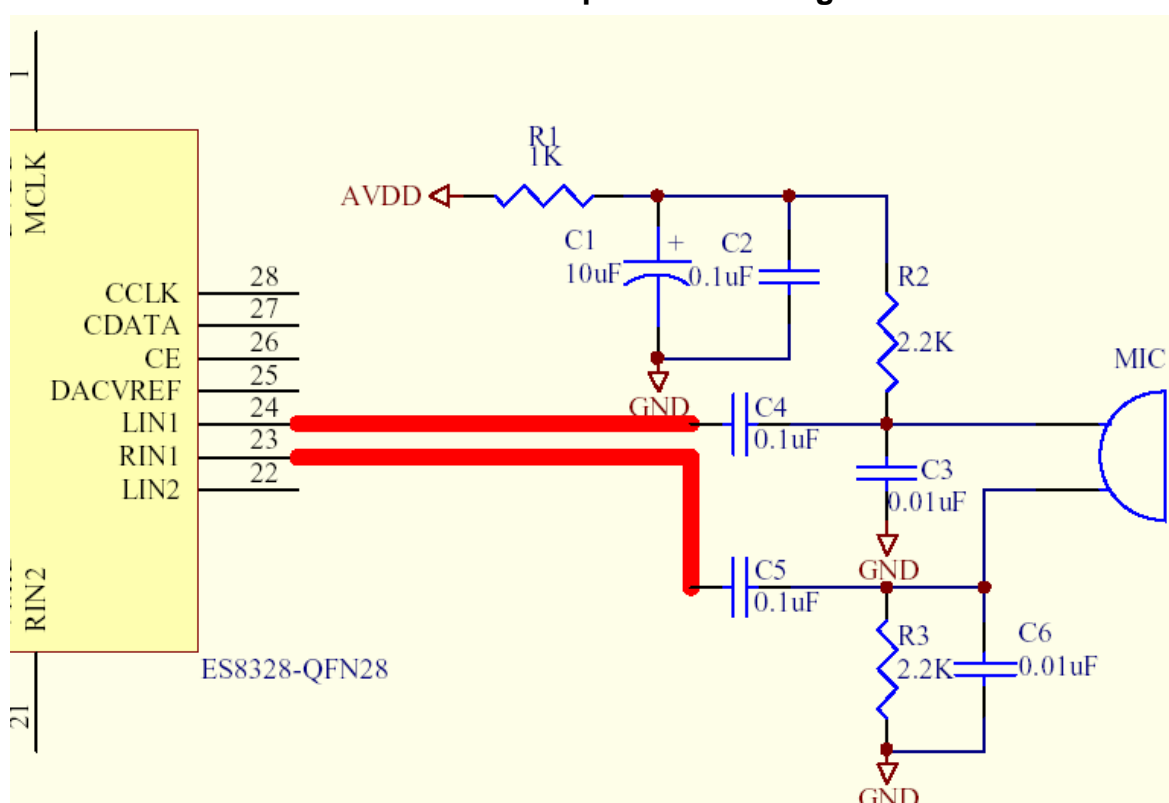 1
MCLK
R1
1K
AVDD
C1
+
10uF
C2
0.1uF
R2
2.2K
MIC
CCLK
28
CDATA
27
CE
26
DACVREF
25
LIN1
24
RIN1
23
LIN2
22
GND
C4
0.1uF
C3
0.01uF
GND
C5
0.1uF
R3
2.2K
C6
0.01uF
RIN2
ES8328-QFN28
21
GND